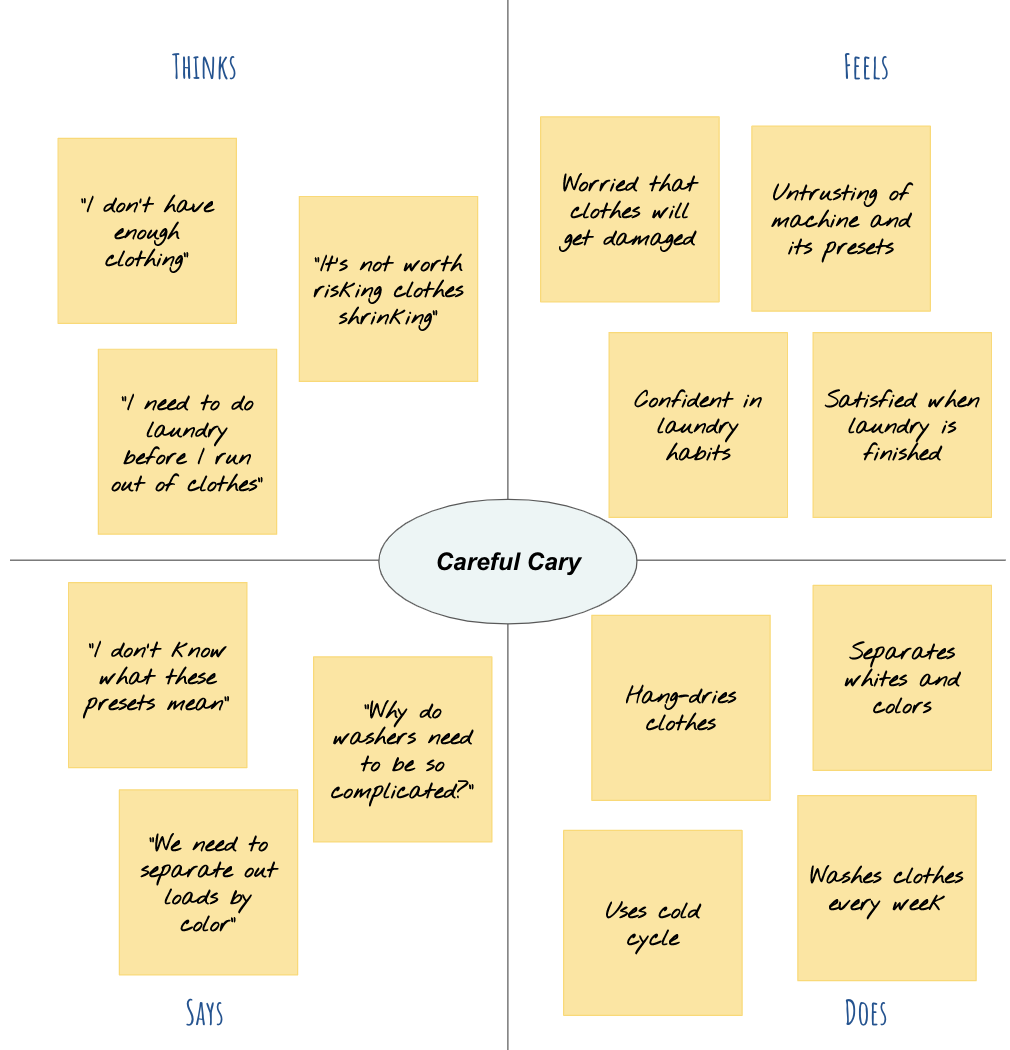 Thinks
"I don't have
enough
clothing"
"It's not worth
risking clothes
shrinking"
"I need to do
laundry
before I run
out of clothes"
Feels
Worried that
clothes will
get damaged
Untrusting of
machine and
its presets
Confident in
laundry
habits
Satisfied when
laundry is
finished
Careful Cary
"I don't know
what these
presets mean"
"Why do
washers need
to be so
complicated?"
"We need to
separate out
loads by
color"
Says
Hang-dries
clothes
Separates
whites and
colors
Uses cold
cycle
Washes clothes
every week
Does